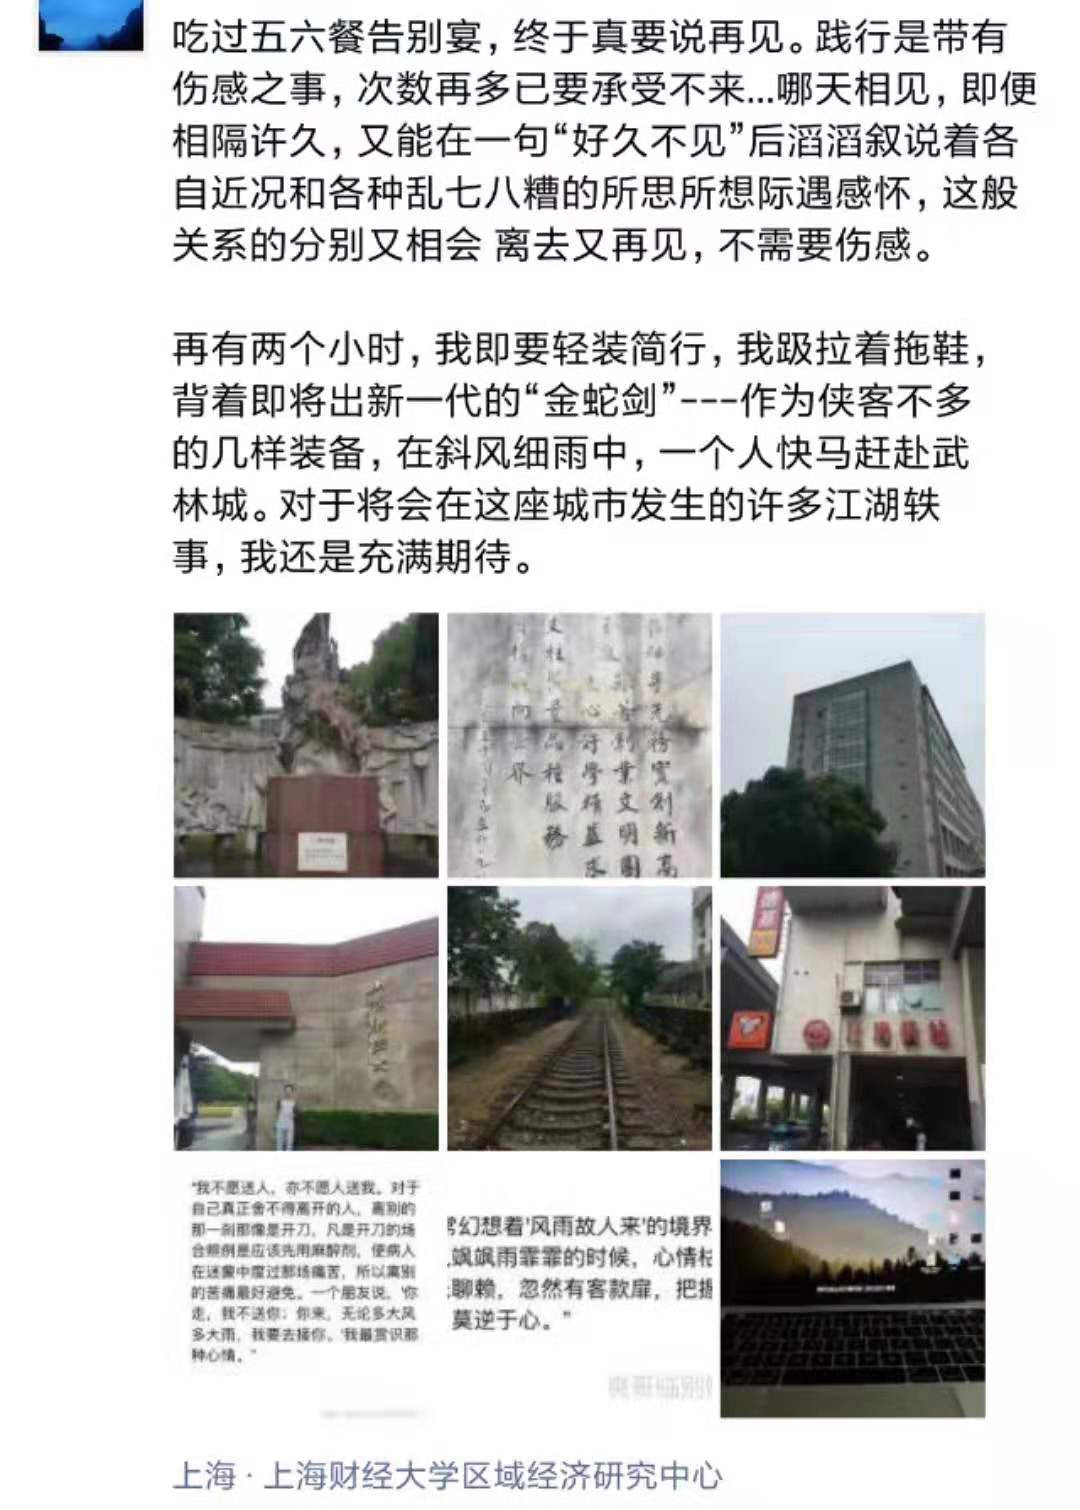 吃过五六餐告别宴，终于真要说再见。践行是带有
伤感之事，次数再多已要承受不来...哪天相见，即便
相隔许久，又能在一句“好久不见”后滔滔叙说着各
自近况和各种乱七八糟的所思所想际遇感怀，这般
关系的分别又相会 离去又再见，不需要伤感。
再有两个小时，我即要轻装简行，我趿拉着拖鞋，
背着即将出新一代的“金蛇剑”---作为侠客不多
的几样装备，在斜风细雨中，一个人快马赶赴武
林城。对于将会在这座城市发生的许多江湖轶
事，我还是充满期待。
“我不愿送人，亦不愿人送我。对于
自己真正舍不得离开的人，离别的
那一刹那像是开刀，凡是开刀的场
合照例是应该先用麻醉剂，使病人
在迷蒙中度过那场痛苦，所以离别
的苦痛最好避免。一个朋友说，‘你
走，我不送你；你来，无论多大风
多大雨，我要去接你。’我最赏识那
种心情。”
幻想着'风雨故人来'的境界
飒飒雨霏霏的时候，心情枯
聊赖，忽然有客款扉，把握
莫逆于心。”
上海 · 上海财经大学区域经济研究中心